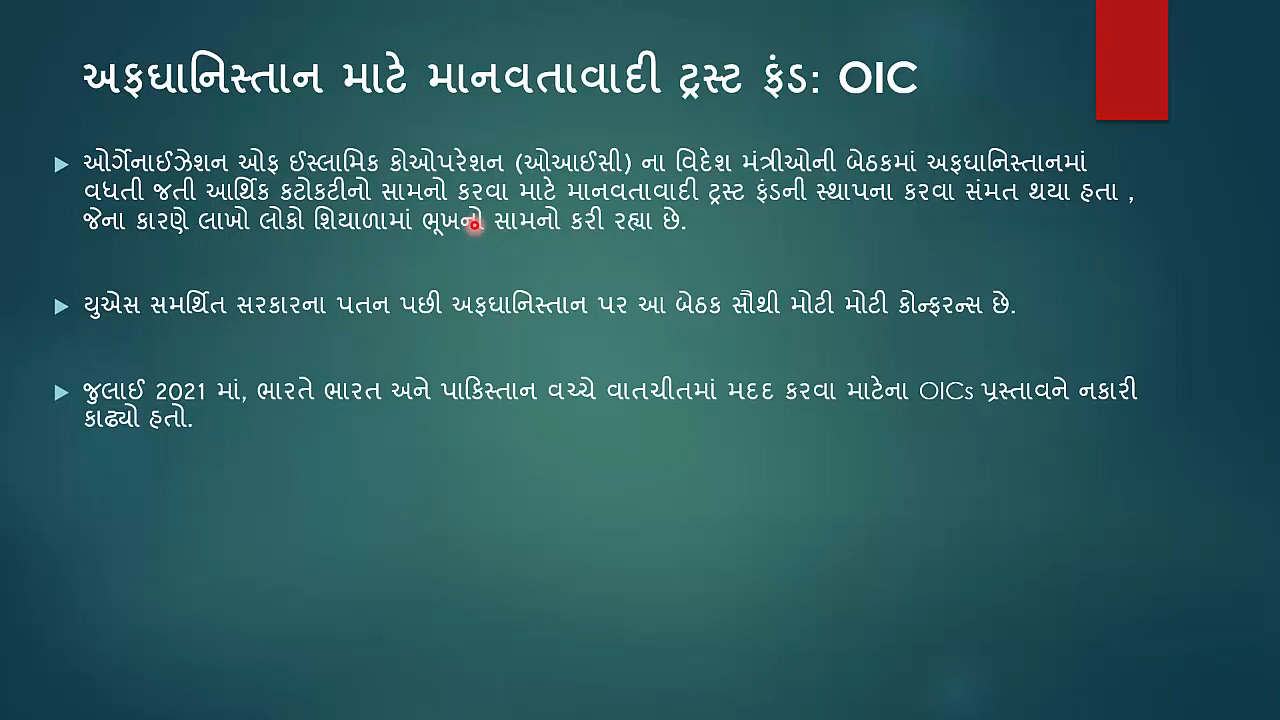 અફઘાનિસ્તાન માટે માનવતાવાદી ટ્રસ્ટ ફંડ: OIC
ઓર્ગેનાઈઝેશન ઓફ ઈસ્લામિક કોઓપરેશન (ઓઆઈસી) ના વિદેશ મંત્રીઓની બેઠકમાં અફઘાનિસ્તાનમાં
વધતી જતી આર્થિક કટોકટીનો સામનો કરવા માટે માનવતાવાદી ટ્રસ્ટ ફંડની સ્થાપના કરવા સંમત થયા હતા ,
જેના કારણે લાખો લોકો શિયાળામાં ભૂખનો સામનો કરી રહ્યા છે.
યુએસ સમર્થિત સરકારના પતન પછી અફઘાનિસ્તાન પર આ બેઠક સૌથી મોટી મોટી કોન્ફરન્સ છે.
જુલાઈ 2021 માં, ભારતે ભારત અને પાકિસ્તાન વચ્ચે વાતચીતમાં મદદ કરવા માટેના OICs પ્રસ્તાવને નકારી
કાઢ્યો હતો.